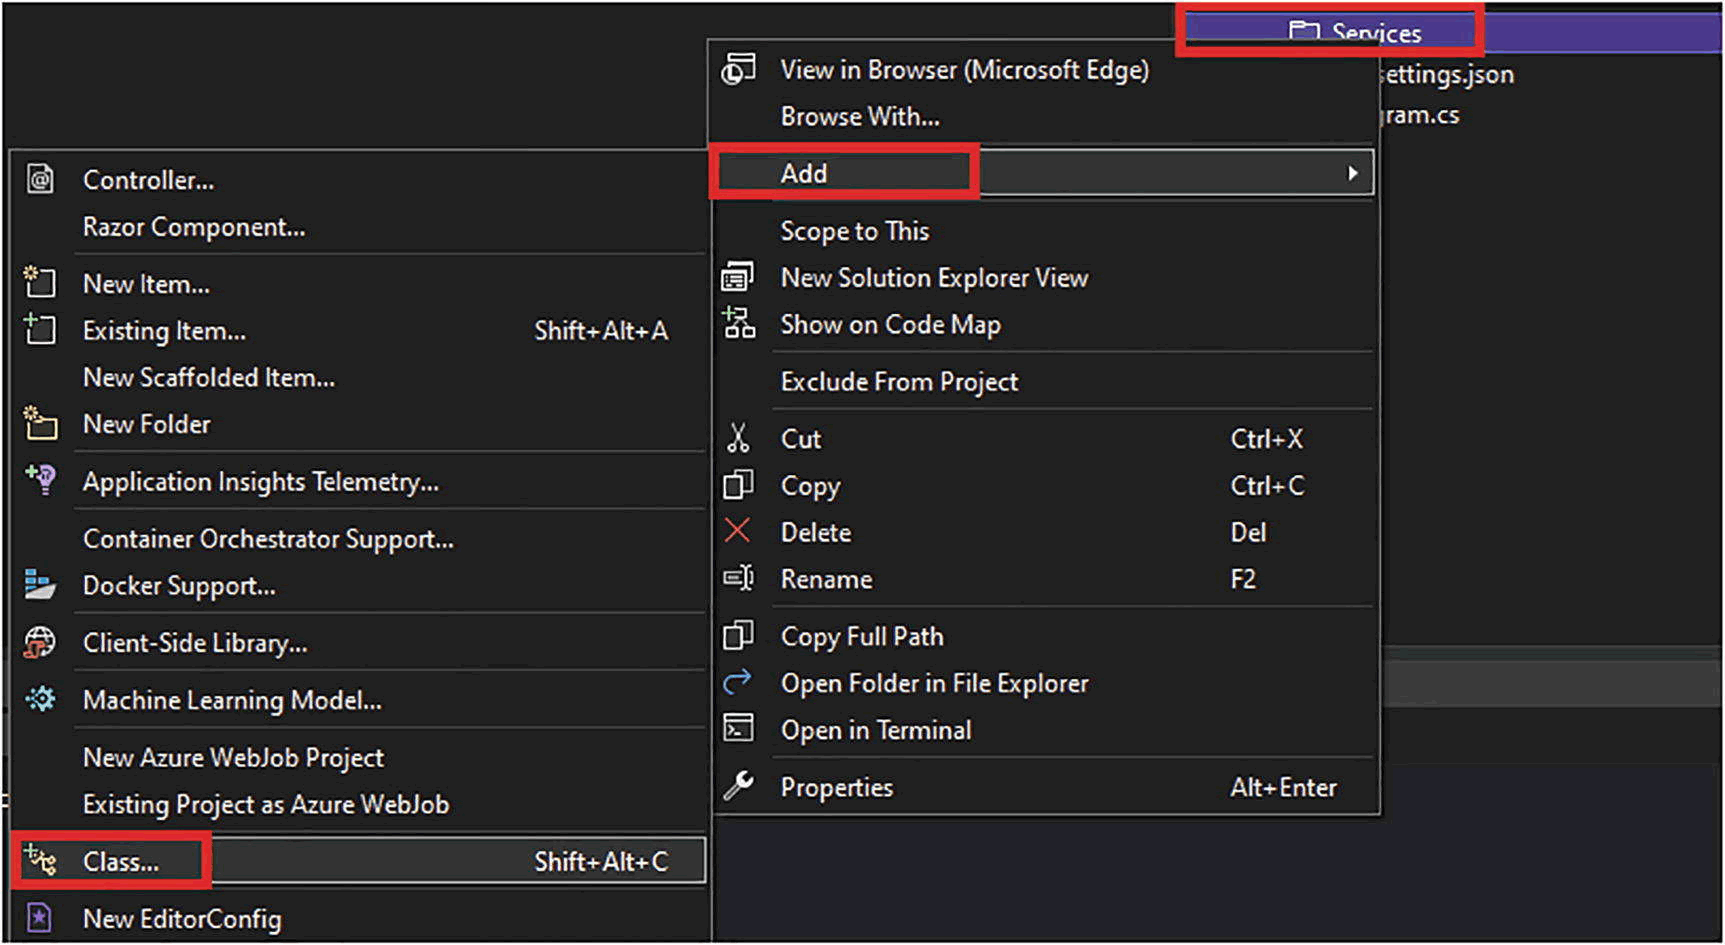 Services
settings.json
gram.cs
View in Browser (Microsoft Edge)
Browse With...
Add
Scope to This
New Solution Explorer View
Show on Code Map
Exclude From Project
Cut Ctrl+X
Copy Ctrl+C
Delete Del
Rename F2
Copy Full Path
Open Folder in File Explorer
Open in Terminal
Properties Alt+Enter
Controller...
Razor Component...
New Item...
Existing Item... Shift+Alt+A
New Scaffolded Item...
New Folder
Application Insights Telemetry...
Container Orchestrator Support...
Docker Support...
Client-Side Library...
Machine Learning Model...
New Azure WebJob Project
Existing Project as Azure WebJob
Class... Shift+Alt+C
New EditorConfig